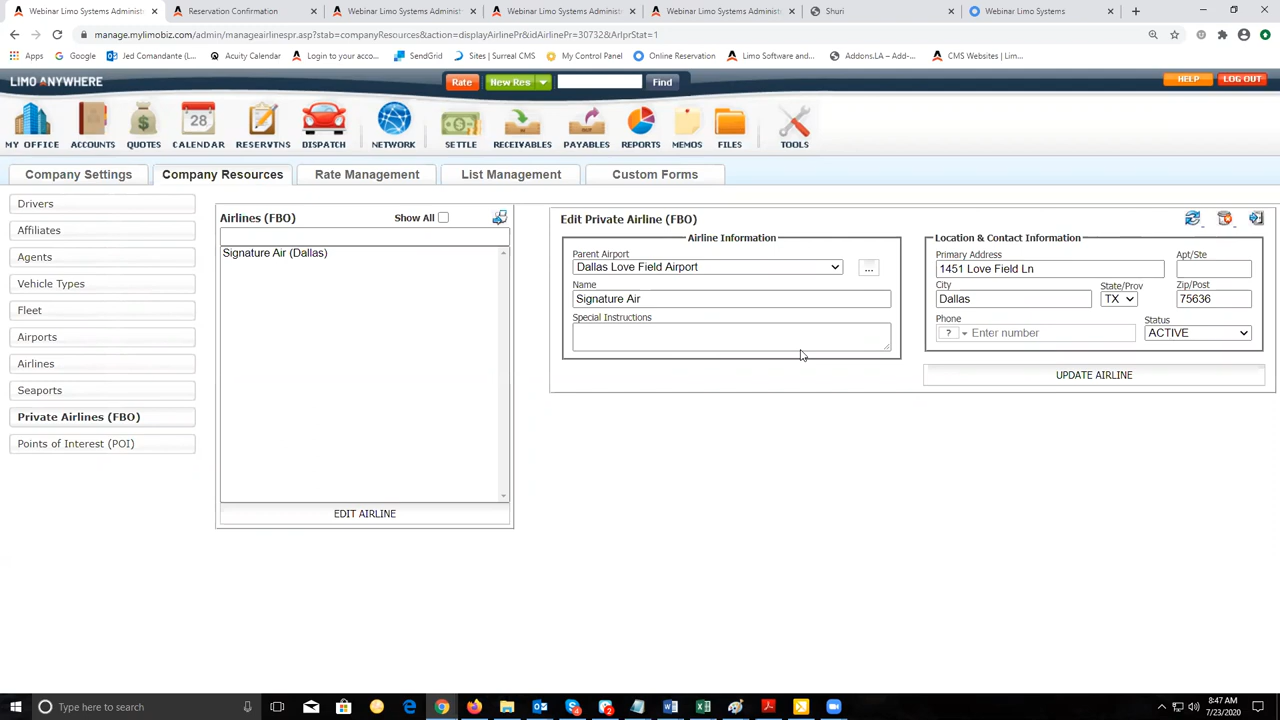 Webinar Limo Systems Administ ×
Reservation Confirmation ×
Webinar Limo Systems Administ ×
Webinar Limo Systems Administ ×
Webinar Limo Systems Administ ×
Shuri ×
Webinar Limo Systems ×
manage.mylimobiz.com/admin/manageairlinespr.asp?stab=companyResources&action=displayAirlinePr&idAirlinePr=30732&ArlprStat=1
Apps
Google
Jed Comandante (L...
Acuity Calendar
Login to your acco...
SendGrid
Sites | Surreal CMS
My Control Panel
Online Reservation
Limo Software and...
Addons.LA – Add-...
CMS Websites | Lim...
LIMO ANYWHERE
Rate
New Res
Find
HELP
LOG OUT
28
MY OFFICE
ACCOUNTS
QUOTES
CALENDAR
RESERVTNS
DISPATCH
NETWORK
SETTLE
RECEIVABLES
PAYABLES
REPORTS
MEMOS
FILES
TOOLS
Company Settings
Company Resources
Rate Management
List Management
Custom Forms
Drivers
Affiliates
Agents
Vehicle Types
Fleet
Airports
Airlines
Seaports
Private Airlines (FBO)
Points of Interest (POI)
Airlines (FBO)
Show All
Signature Air (Dallas)
EDIT AIRLINE
Edit Private Airline (FBO)
Airline Information
Parent Airport
Dallas Love Field Airport
...
Name
Signature Air
Special Instructions
Location & Contact Information
Primary Address
Apt/Ste
1451 Love Field Ln
City
State/Prov
Zip/Post
Dallas
TX
75636
Phone
Status
?
Enter number
ACTIVE
UPDATE AIRLINE
Type here to search
8:47 AM
7/23/2020